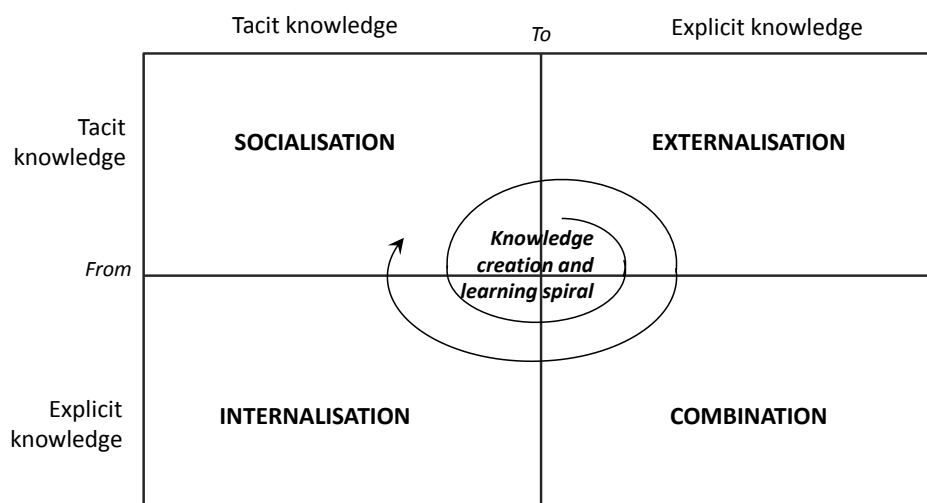 Tacit knowledge
To
Explicit knowledge
Tacit
knowledge
SOCIALISATION
EXTERNALISATION
Knowledge
creation and
learning spiral
From
Explicit
knowledge
INTERNALISATION
COMBINATION